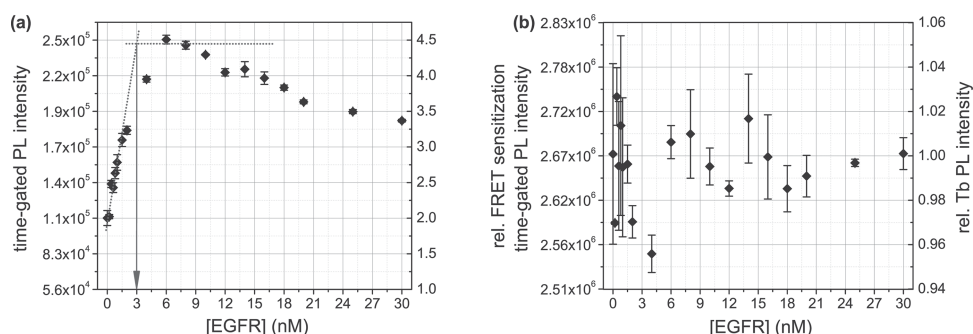 (a)
time-gated PL intensity
2.5x10⁵
2.2x10⁵
1.9x10⁵
1.7x10⁵
1.4x10⁵
1.1x10⁵
8.3x10⁴
5.6x10⁴
0 3 6 9 12 15 18 21 24 27 30
[EGFR] (nM)
4.5
4.0
3.5
3.0
2.5
2.0
1.5
1.0
rel. FRET sensitization
(b)
time-gated PL intensity
2.83x10⁶
2.78x10⁶
2.72x10⁶
2.67x10⁶
2.62x10⁶
2.56x10⁶
2.51x10⁶
0 3 6 9 12 15 18 21 24 27 30
[EGFR] (nM)
1.06
1.04
1.02
1.00
0.98
0.96
0.94
rel. Tb PL intensity